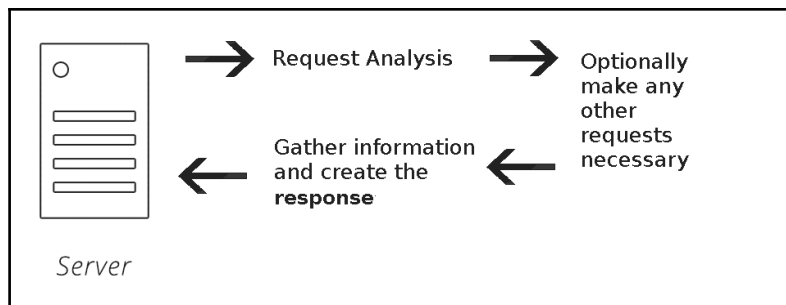 Request Analysis
Optionally
make any
other
requests
necessary
Gather information
and create the
response
Server